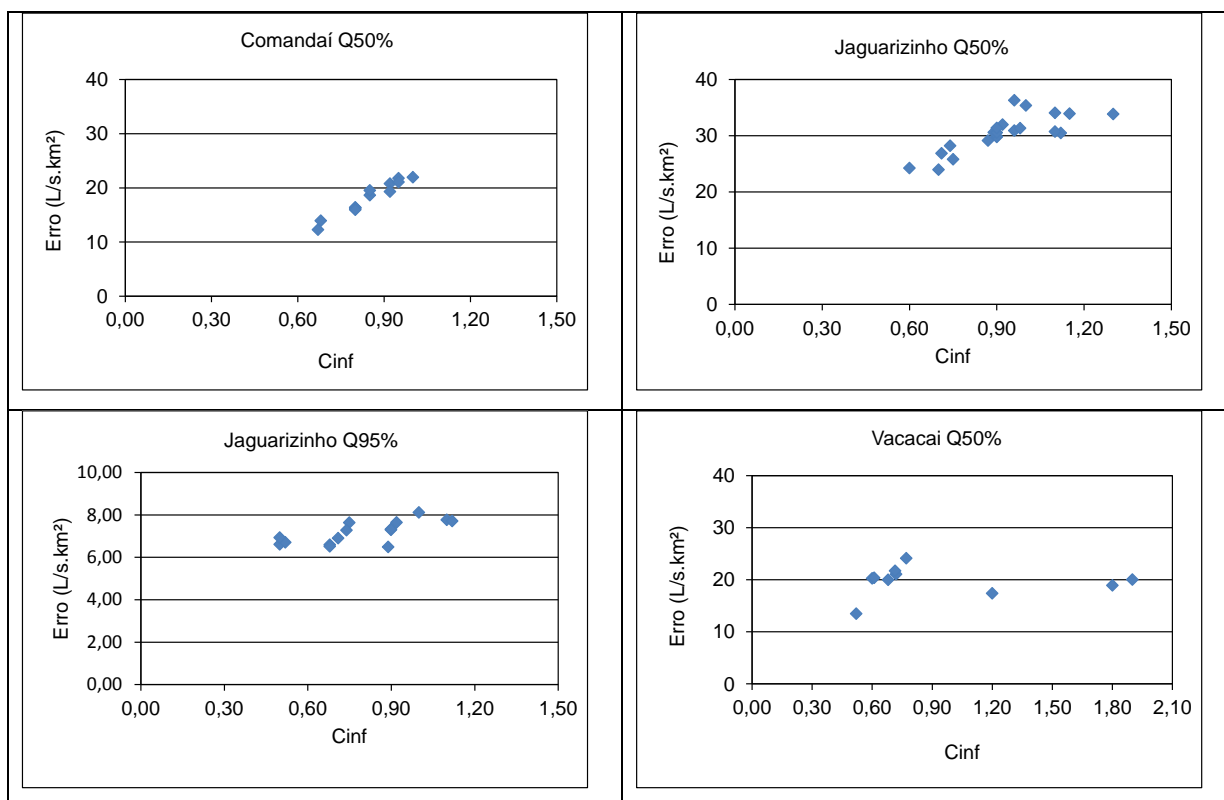 Comandaí Q50%
40
30
20
10
0
Erro (L/s.km²)
0,00 0,30 0,60 0,90 1,20 1,50
Cinf
Jaguarizinho Q50%
40
30
20
10
0
Erro (L/s.km²)
0,00 0,30 0,60 0,90 1,20 1,50
Cinf
Jaguarizinho Q95%
10,00
8,00
6,00
4,00
2,00
0,00
Erro (L/s.km²)
0,00 0,30 0,60 0,90 1,20 1,50
Cinf
Vacacai Q50%
40
30
20
10
0
Erro (L/s.km²)
0,00 0,30 0,60 0,90 1,20 1,50 1,80 2,10
Cinf